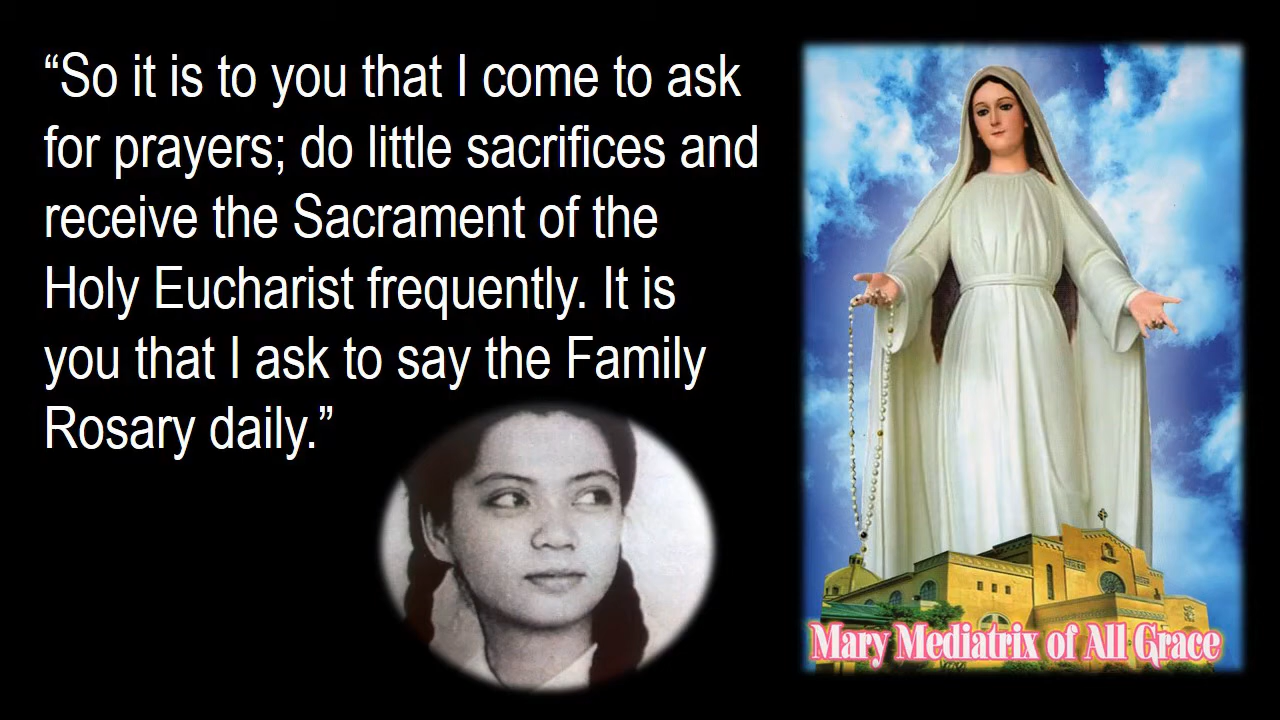 “So it is to you that I come to ask
for prayers; do little sacrifices and
receive the Sacrament of the
Holy Eucharist frequently. It is
you that I ask to say the Family
Rosary daily.”
Mary Mediatrix of All Grace